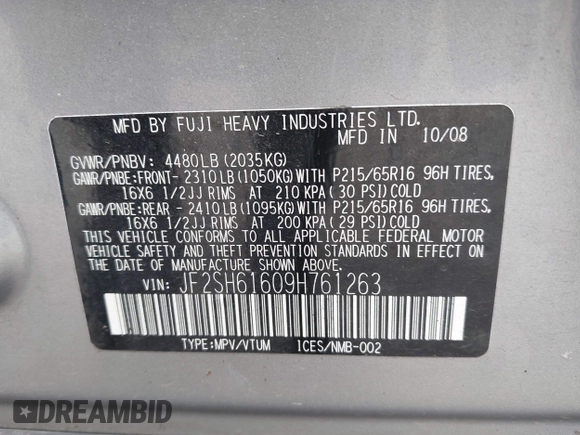 MFD BY FUJI HEAVY INDUSTRIES LTD.
MFD IN 10/08
GVWR/PNBV: 4480LB (2035KG)
GAWR/PNBE: FRONT- 2310LB (1050KG) WITH P215/65R16 96H TIRES,
16X6 1/2JJ RIMS AT 210 KPA (30 PSI) COLD
GAWR/PNBE: REAR - 2410LB (1095KG) WITH P215/65R16 96H TIRES,
16X6 1/2JJ RIMS AT 200 KPA (29 PSI) COLD
THIS VEHICLE CONFORMS TO ALL APPLICABLE FEDERAL MOTOR
VEHICLE SAFETY AND THEFT PREVENTION STANDARDS IN EFFECT ON
THE DATE OF MANUFACTURE SHOWN ABOVE.
VIN: JF2SH61609H761263
TYPE: MPV/VTUM 1CES/NMB-002
DREAMBID